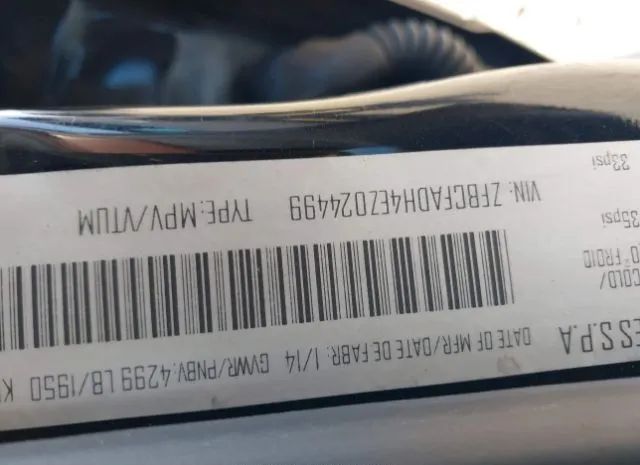 ES S.P.A
DATE OF MFR/DATE DE FABR: 1/14 GVWR/PNBV:4299 LB/1950
VIN: ZFBCFADH4EZ024499 TYPE:MPV/VTUM
COLD/
FROID
35psi
33psi